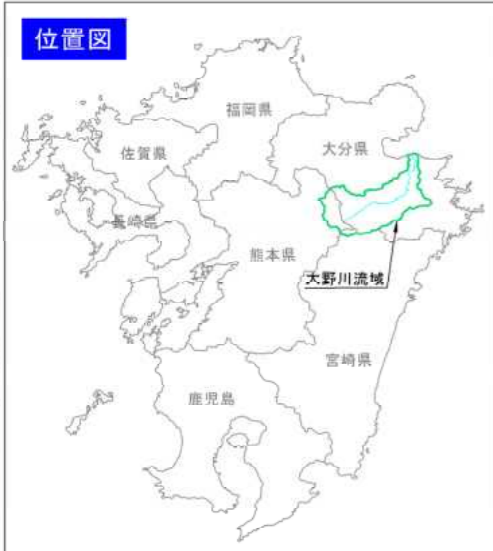 位置図
福岡県
大分県
佐賀県
長崎県
熊本県
大野川流域
宮崎県
鹿児島